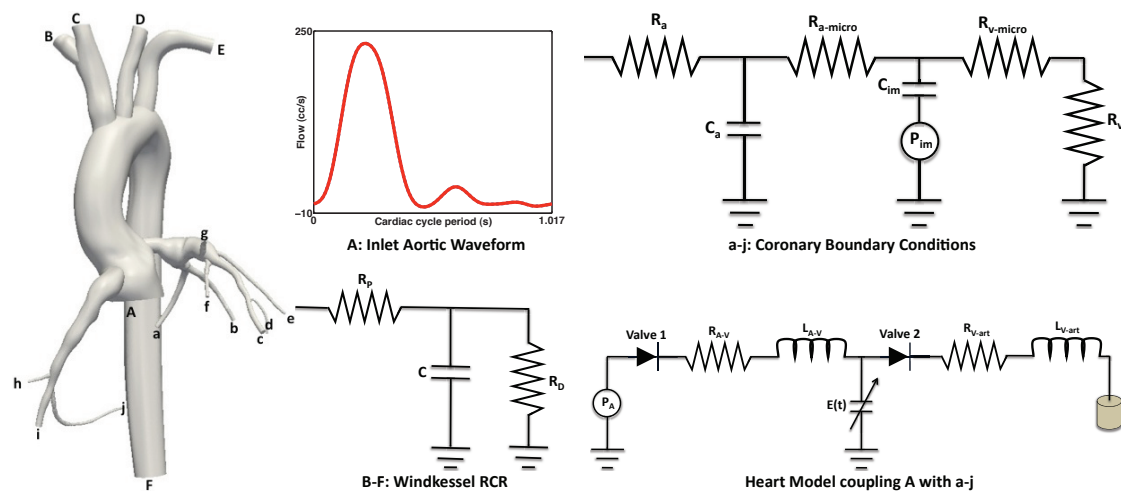 B
C
D
E
A
a
b
c
d
e
f
g
h
i
j
F
250
Flow (cc/s)
-10
0
Cardiac cycle period (s)
1.017
A: Inlet Aortic Waveform
Ra
Ra-micro
Rv-micro
Ca
Cim
Pim
Rv
a-j: Coronary Boundary Conditions
RP
C
RD
B-F: Windkessel RCR
Valve 1
RA-V
LA-V
Valve 2
RV-art
LV-art
PA
E(t)
Heart Model coupling A with a-j